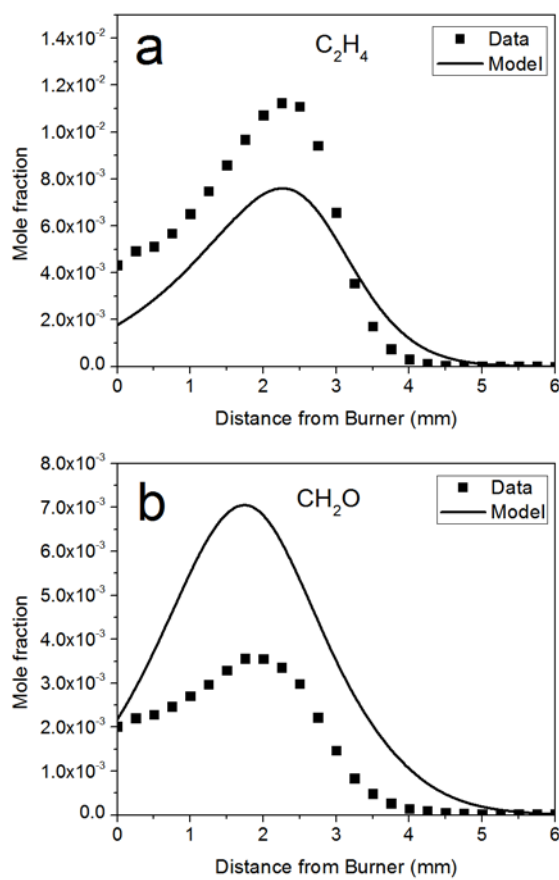 a
C₂H₄
Data
Model
1.4x10⁻²
1.2x10⁻²
1.0x10⁻²
8.0x10⁻³
6.0x10⁻³
4.0x10⁻³
2.0x10⁻³
0.0
Mole fraction
0 1 2 3 4 5 6
Distance from Burner (mm)
b
CH₂O
Data
Model
8.0x10⁻³
7.0x10⁻³
6.0x10⁻³
5.0x10⁻³
4.0x10⁻³
3.0x10⁻³
2.0x10⁻³
1.0x10⁻³
0.0
Mole fraction
0 1 2 3 4 5 6
Distance from Burner (mm)